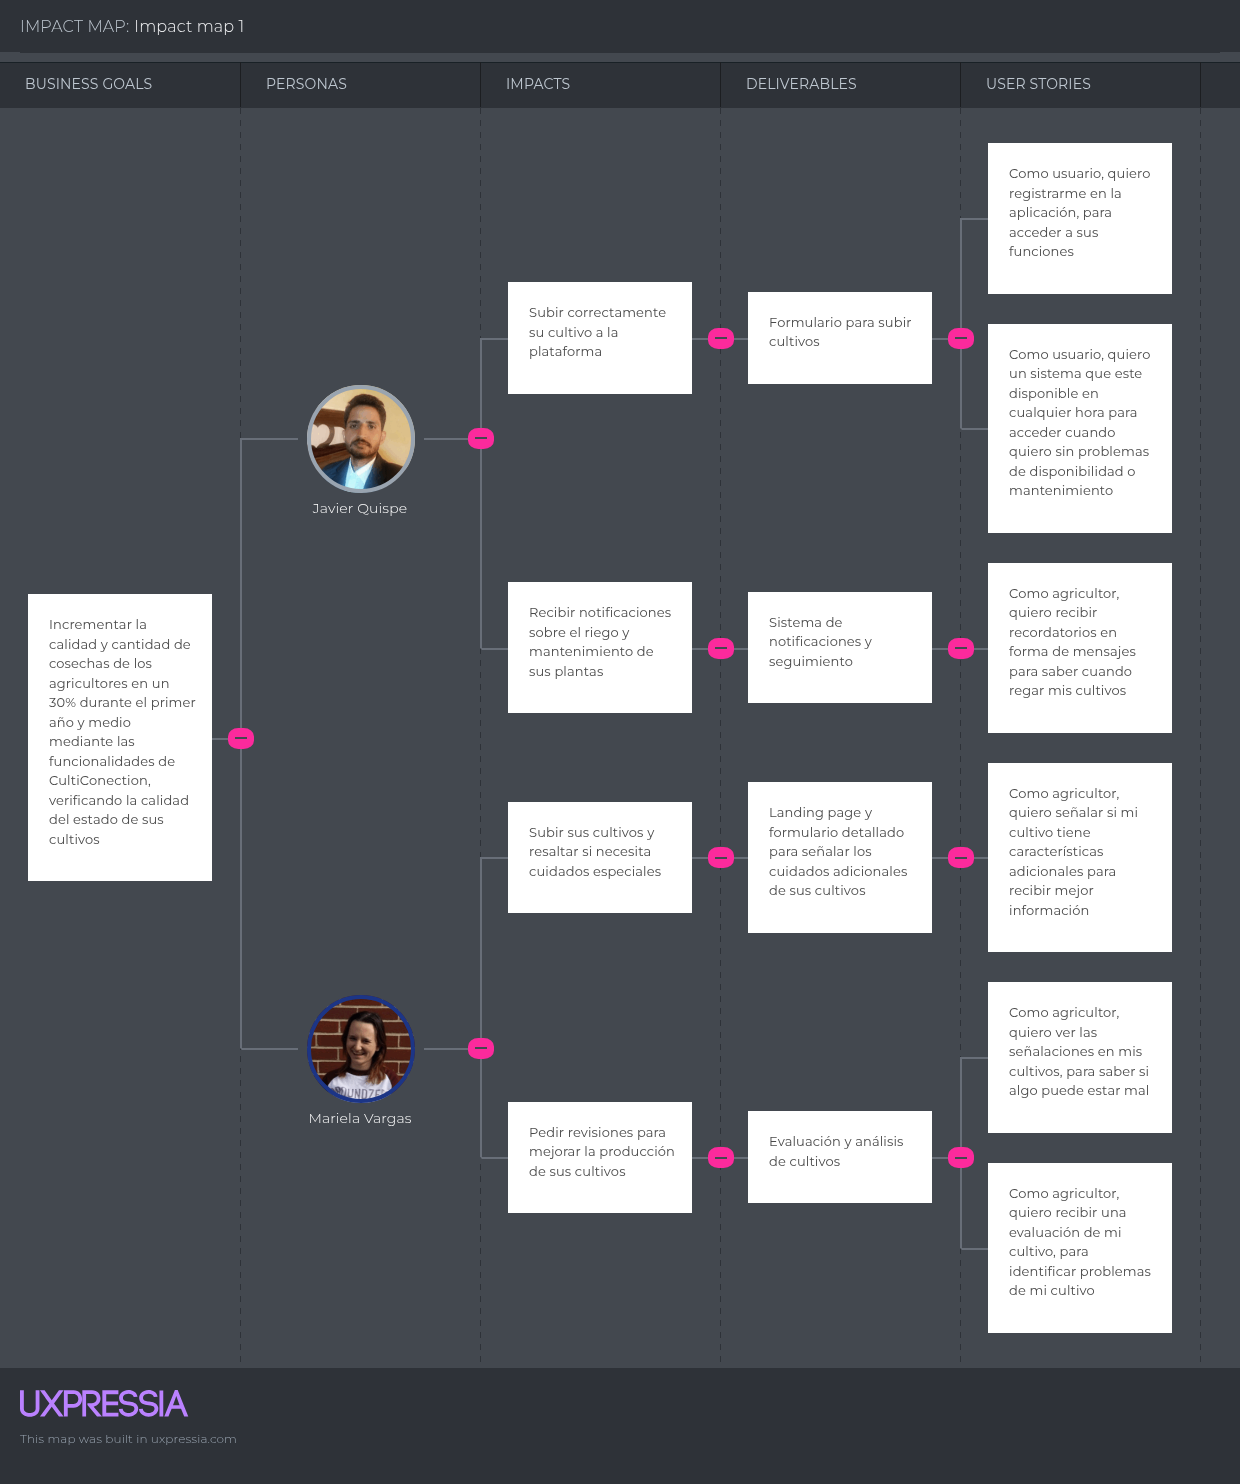 IMPACT MAP: Impact map 1
BUSINESS GOALS
PERSONAS
IMPACTS
DELIVERABLES
USER STORIES
Incrementar la
calidad y cantidad de
cosechas de los
agricultores en un
30% durante el primer
año y medio
mediante las
funcionalidades de
CultiConection,
verificando la calidad
del estado de sus
cultivos
Javier Quispe
Subir correctamente
su cultivo a la
plataforma
Formulario para subir
cultivos
Como usuario, quiero
registrarme en la
aplicación, para
acceder a sus
funciones
Como usuario, quiero
un sistema que este
disponible en
cualquier hora para
acceder cuando
quiero sin problemas
de disponibilidad o
mantenimiento
Recibir notificaciones
sobre el riego y
mantenimiento de
sus plantas
Sistema de
notificaciones y
seguimiento
Como agricultor,
quiero recibir
recordatorios en
forma de mensajes
para saber cuando
regar mis cultivos
Mariela Vargas
Subir sus cultivos y
resaltar si necesita
cuidados especiales
Landing page y
formulario detallado
para señalar los
cuidados adicionales
de sus cultivos
Como agricultor,
quiero señalar si mi
cultivo tiene
características
adicionales para
recibir mejor
información
Pedir revisiones para
mejorar la producción
de sus cultivos
Evaluación y análisis
de cultivos
Como agricultor,
quiero ver las
señalaciones en mis
cultivos, para saber si
algo puede estar mal
Como agricultor,
quiero recibir una
evaluación de mi
cultivo, para
identificar problemas
de mi cultivo
UXPRESSIA
This map was built in uxpressia.com